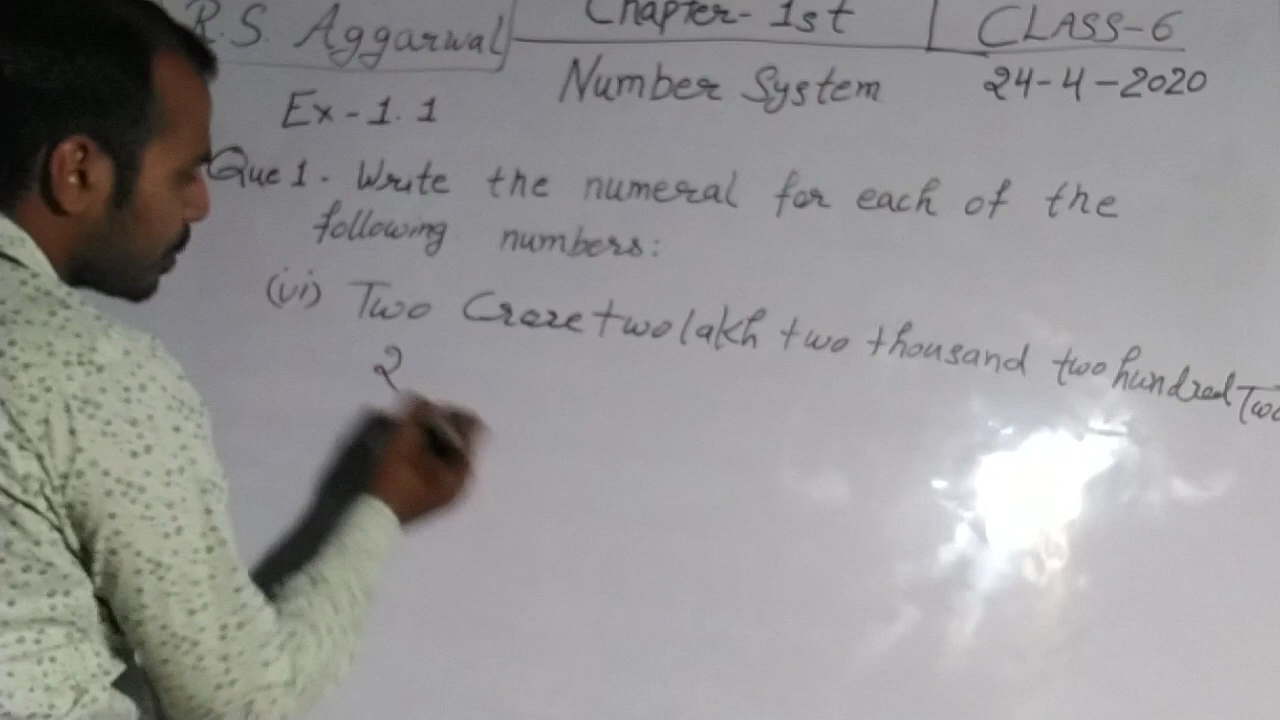 R.S. Aggarwal Chapter-1st CLASS-6
Number System 24-4-2020
Ex-1.1
Que 1. Write the numeral for each of the
following numbers:
(vi) Two Crore two lakh two thousand two hundred Two
2